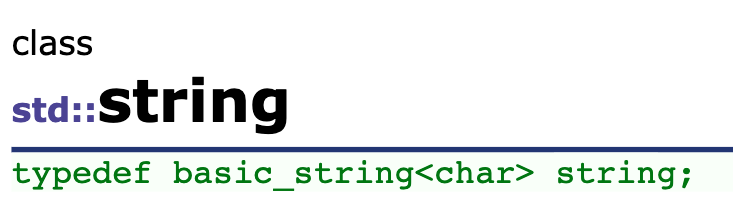 class
std::string
typedef basic_string<char> string;